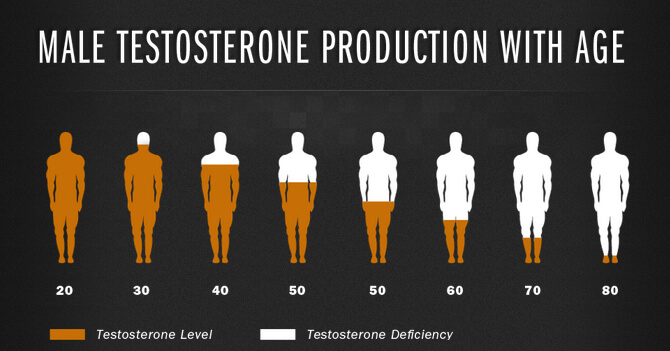 MALE TESTOSTERONE PRODUCTION WITH AGE
20 30 40 50 50 60 70 80
Testosterone Level Testosterone Deficiency